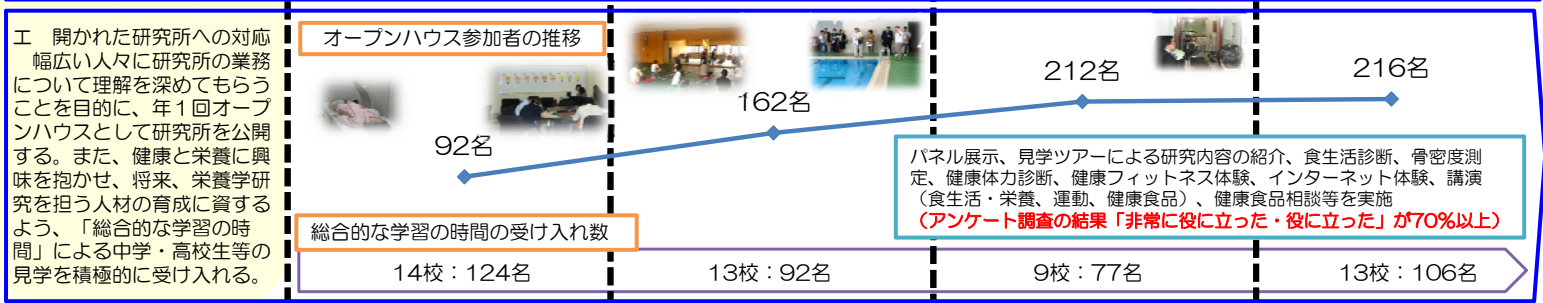 エ 開かれた研究所への対応
幅広い人々に研究所の業務
について理解を深めてもらう
ことを目的に、年1回オープ
ンハウスとして研究所を公開
する。また、健康と栄養に興
味を抱かせ、将来、栄養学研
究を担う人材の育成に資する
よう、「総合的な学習の時
間」による中学・高校生等の
見学を積極的に受け入れる。
オープンハウス参加者の推移
92名
162名
212名
216名
パネル展示、見学ツアーによる研究内容の紹介、食生活診断、骨密度測
定、健康体力診断、健康フィットネス体験、インターネット体験、講演
（食生活・栄養、運動、健康食品）、健康食品相談等を実施
（アンケート調査の結果「非常に役に立った・役に立った」が70%以上）
総合的な学習の時間の受け入れ数
14校：124名
13校：92名
9校：77名
13校：106名